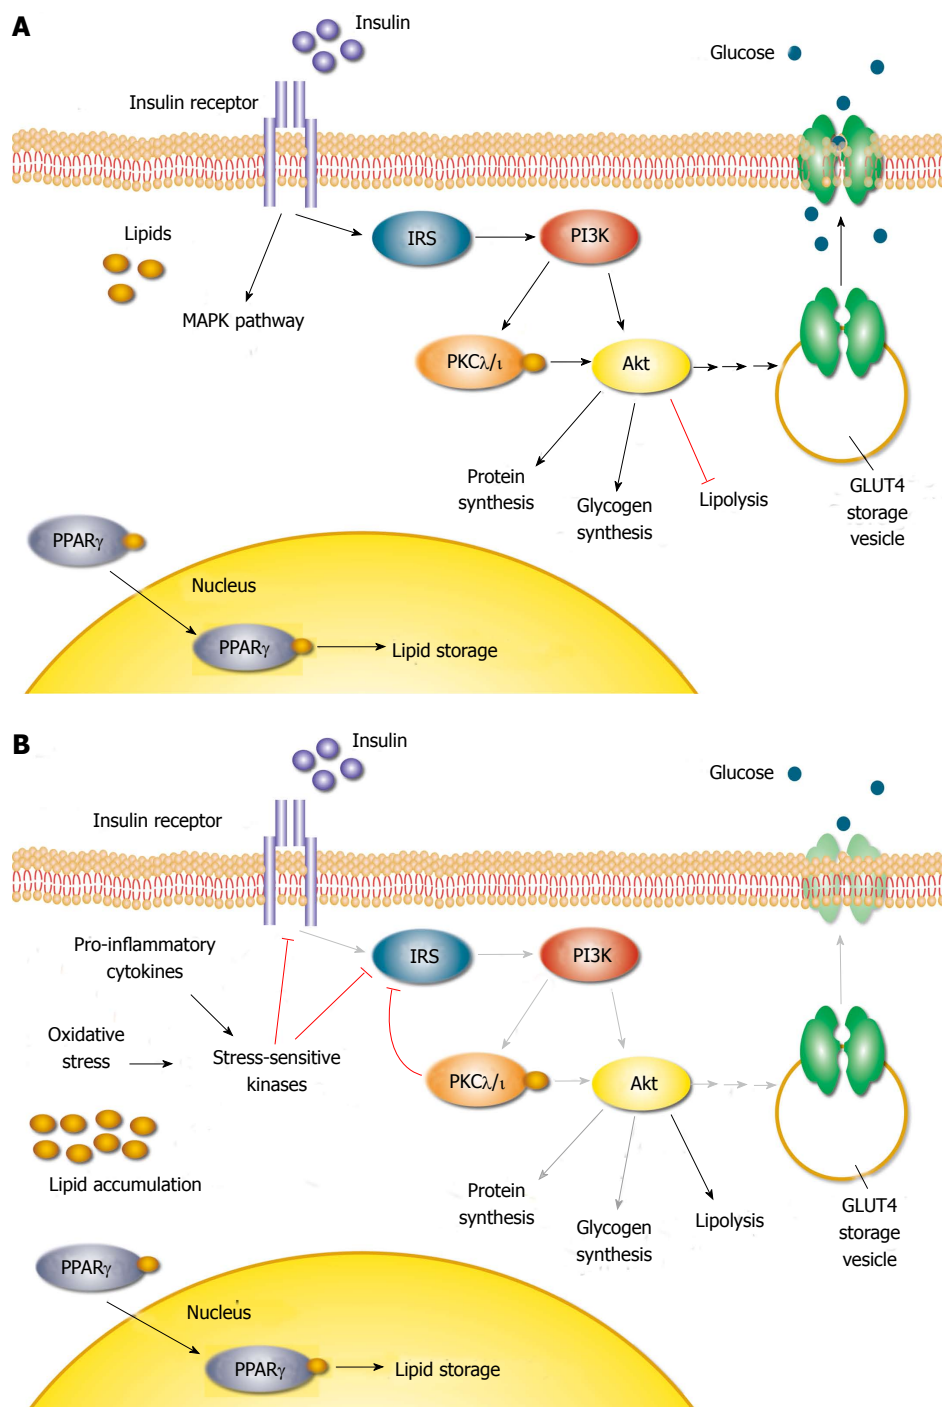 A
Insulin
Glucose
Insulin receptor
Lipids
IRS
PI3K
MAPK pathway
PKCλ/ι
Akt
Protein
synthesis
Glycogen
synthesis
Lipolysis
GLUT4
storage
vesicle
PPARγ
Nucleus
PPARγ
Lipid storage
B
Insulin
Glucose
Insulin receptor
Pro-inflammatory
cytokines
IRS
PI3K
Oxidative
stress
Stress-sensitive
kinases
PKCλ/ι
Akt
Lipid accumulation
Protein
synthesis
Glycogen
synthesis
Lipolysis
GLUT4
storage
vesicle
PPARγ
Nucleus
PPARγ
Lipid storage